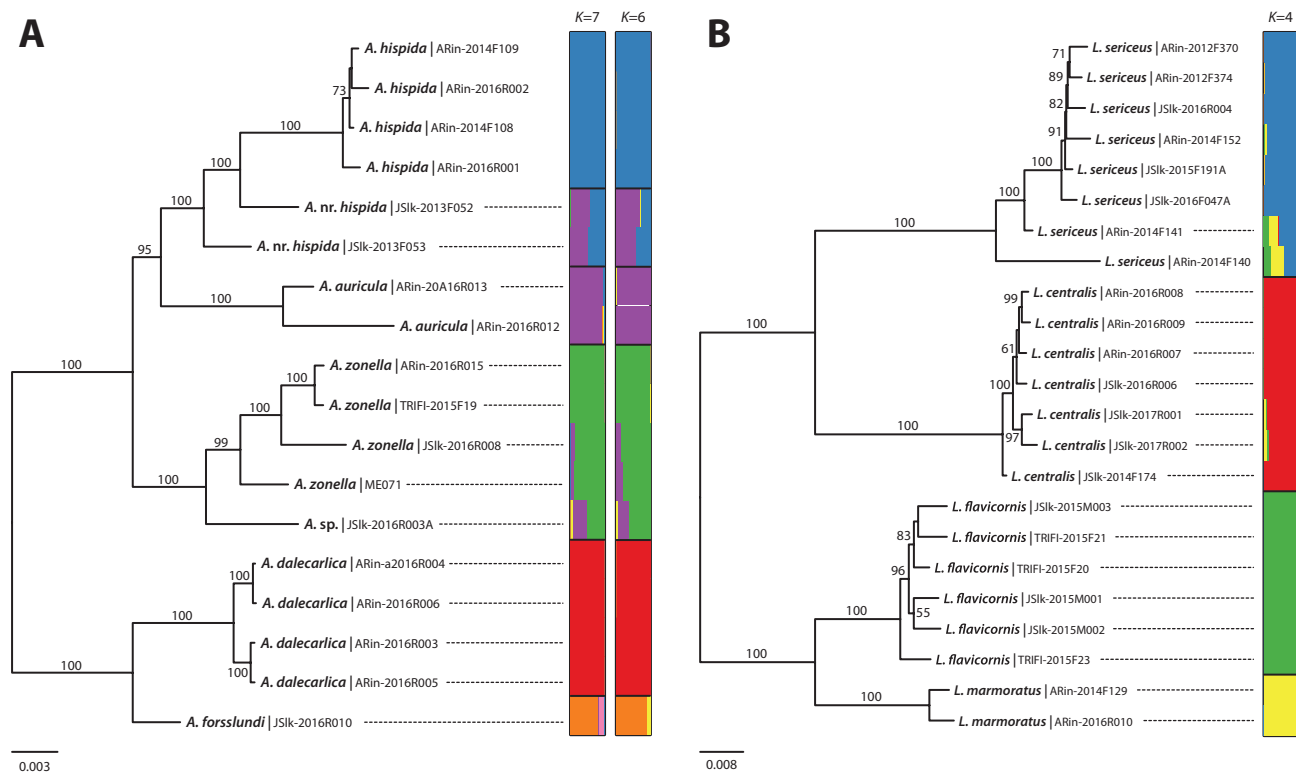 A
K=7
K=6
A. hispida | ARin-2014F109
73
A. hispida | ARin-2016R002
100
A. hispida | ARin-2014F108
100
A. hispida | ARin-2016R001
100
A. nr. hispida | JSlk-2013F052
95
A. nr. hispida | JSlk-2013F053
A. auricula | ARin-20A16R013
100
A. auricula | ARin-2016R012
100
A. zonella | ARin-2016R015
100
A. zonella | TRIFI-2015F19
100
A. zonella | JSlk-2016R008
99
A. zonella | ME071
100
A. sp. | JSlk-2016R003A
A. dalecarlica | ARin-a2016R004
100
A. dalecarlica | ARin-2016R006
100
A. dalecarlica | ARin-2016R003
100
100
A. dalecarlica | ARin-2016R005
A. forsslundi | JSlk-2016R010
0.003
B
K=4
L. sericeus | ARin-2012F370
71
L. sericeus | ARin-2012F374
89
L. sericeus | JSlk-2016R004
82
L. sericeus | ARin-2014F152
91
L. sericeus | JSlk-2015F191A
100
L. sericeus | JSlk-2016F047A
100
L. sericeus | ARin-2014F141
L. sericeus | ARin-2014F140
L. centralis | ARin-2016R008
99
L. centralis | ARin-2016R009
100
61
L. centralis | ARin-2016R007
L. centralis | JSlk-2016R006
100
L. centralis | JSlk-2017R001
100
97
L. centralis | JSlk-2017R002
L. centralis | JSlk-2014F174
L. flavicornis | JSlk-2015M003
83
L. flavicornis | TRIFI-2015F21
96
L. flavicornis | TRIFI-2015F20
L. flavicornis | JSlk-2015M001
100
55
L. flavicornis | JSlk-2015M002
100
L. flavicornis | TRIFI-2015F23
L. marmoratus | ARin-2014F129
100
L. marmoratus | ARin-2016R010
0.008